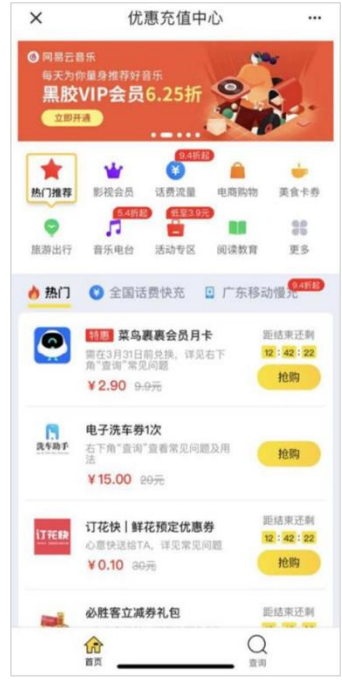 优惠充值中心
网易云音乐
每天为你量身推荐好音乐
黑胶VIP会员6.25折
立即开通
9.4折起
热门推荐 影视会员 话费流量 电商购物 美食卡券
5.4折起 低至3.9元
旅游出行 音乐电台 活动专区 阅读教育 更多
9.4折起
热门 全国话费快充 广东移动慢充
特惠 菜鸟裹裹会员月卡
需在3月31日前兑换，详见右下
角“查询”常见问题
¥2.90 9.9元
距结束还剩
12:42:22
抢购
电子洗车券1次
洗车助手
右下角“查询”查看常见问题及用
法
¥15.00 20元
抢购
订花快 | 鲜花预定优惠券
订花快
心意快送给TA，详见常见问题
¥0.10 30元
距结束还剩
12:42:22
抢购
必胜客立减券礼包
距结束还剩
首页 查询